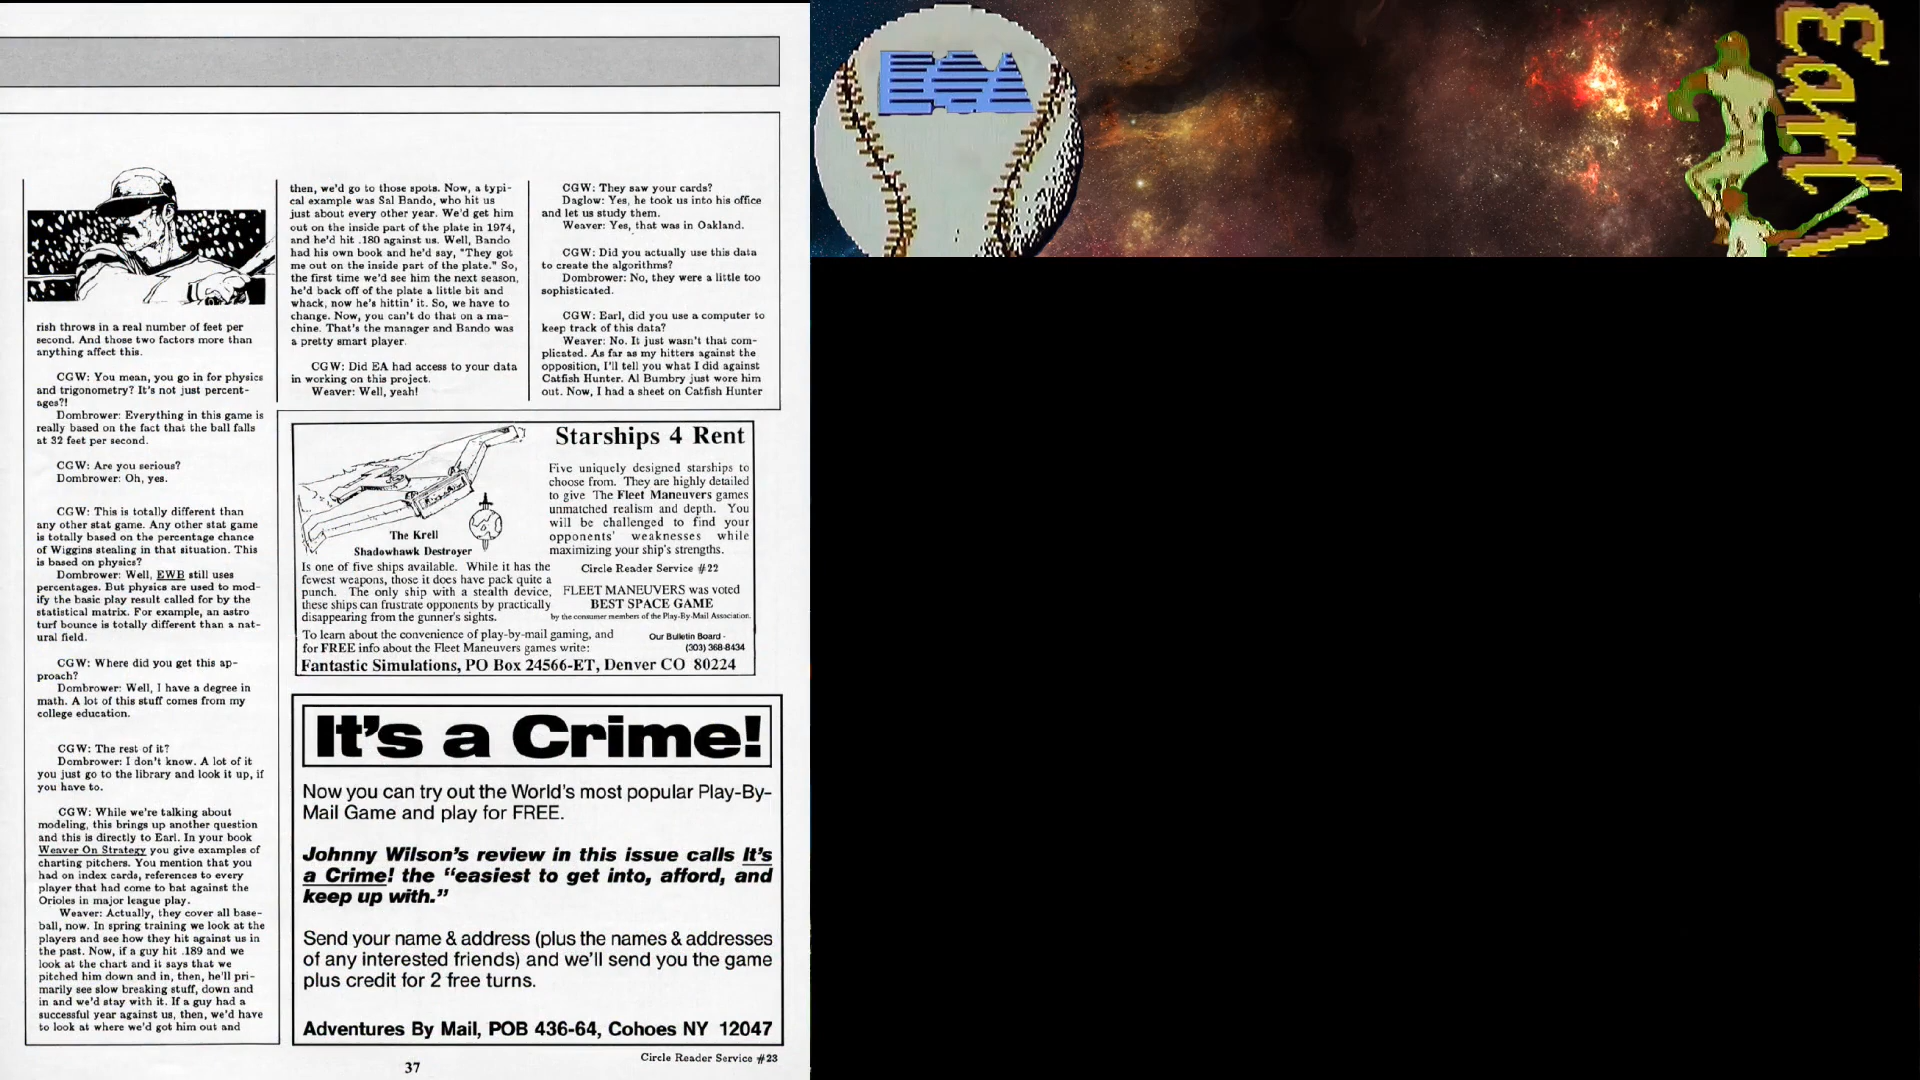 rish throws in a real number of feet per
second. And those two factors more than
anything affect this.
CGW: You mean, you go in for physics
and trigonometry? It's not just percent-
ages?!
Dombrower: Everything in this game is
really based on the fact that the ball falls
at 32 feet per second.
CGW: Are you serious?
Dombrower: Oh, yes.
CGW: This is totally different than
any other stat game. Any other stat game
is totally based on the percentage chance
of Wiggins stealing in that situation. This
is based on physics?
Dombrower: Well, EWB still uses
percentages. But physics are used to mod-
ify the basic play result called for by the
statistical matrix. For example, an astro
turf bounce is totally different than a nat-
ural field.
CGW: Where did you get this ap-
proach?
Dombrower: Well, I have a degree in
math. A lot of this stuff comes from my
college education.
CGW: The rest of it?
Dombrower: I don't know. A lot of it
you just go to the library and look it up, if
you have to.
CGW: While we're talking about
modeling, this brings up another question
and this is directly to Earl. In your book
Weaver On Strategy you give examples of
charting pitchers. You mention that you
had on index cards, references to every
player that had come to bat against the
Orioles in major league play.
Weaver: Actually, they cover all base-
ball, now. In spring training we look at the
players and see how they hit against us in
the past. Now, if a guy hit .189 and we
look at the chart and it says that we
pitched him down and in, then, he'll pri-
marily see slow breaking stuff, down and
in and we'd stay with it. If a guy had a
successful year against us, then, we'd have
to look at where we'd got him out and
then, we'd go to those spots. Now, a typi-
cal example was Sal Bando, who hit us
just about every other year. We'd get him
out on the inside part of the plate in 1974,
and he'd hit .180 against us. Well, Bando
had his own book and he'd say, "They got
me out on the inside part of the plate." So,
the first time we'd see him the next season,
he'd back off of the plate a little bit and
whack, now he's hittin' it. So, we have to
change. Now, you can't do that on a ma-
chine. That's the manager and Bando was
a pretty smart player.
CGW: Did EA had access to your data
in working on this project.
Weaver: Well, yeah!
CGW: They saw your cards?
Daglow: Yes, he took us into his office
and let us study them.
Weaver: Yes, that was in Oakland.
CGW: Did you actually use this data
to create the algorithms?
Dombrower: No, they were a little too
sophisticated.
CGW: Earl, did you use a computer to
keep track of this data?
Weaver: No. It just wasn't that com-
plicated. As far as my hitters against the
opposition, I'll tell you what I did against
Catfish Hunter. Al Bumbry just wore him
out. Now, I had a sheet on Catfish Hunter
Starships 4 Rent
Five uniquely designed starships to
choose from. They are highly detailed
to give The Fleet Maneuvers games
unmatched realism and depth. You
will be challenged to find your
opponents' weaknesses while
maximizing your ship's strengths.
The Krell
Shadowhawk Destroyer
Is one of five ships available. While it has the
fewest weapons, those it does have pack quite a
punch. The only ship with a stealth device,
these ships can frustrate opponents by practically
disappearing from the gunner's sights.
Circle Reader Service #22
FLEET MANEUVERS was voted
BEST SPACE GAME
by the consumer members of the Play-By-Mail Association.
To learn about the convenience of play-by-mail gaming, and
for FREE info about the Fleet Maneuvers games write:
Our Bulletin Board -
(303) 368-8434
Fantastic Simulations, PO Box 24566-ET, Denver CO 80224
It's a Crime!
Now you can try out the World's most popular Play-By-
Mail Game and play for FREE.
Johnny Wilson's review in this issue calls It's
a Crime! the "easiest to get into, afford, and
keep up with."
Send your name & address (plus the names & addresses
of any interested friends) and we'll send you the game
plus credit for 2 free turns.
Adventures By Mail, POB 436-64, Cohoes NY 12047
Circle Reader Service #23
37
EOA
Earl